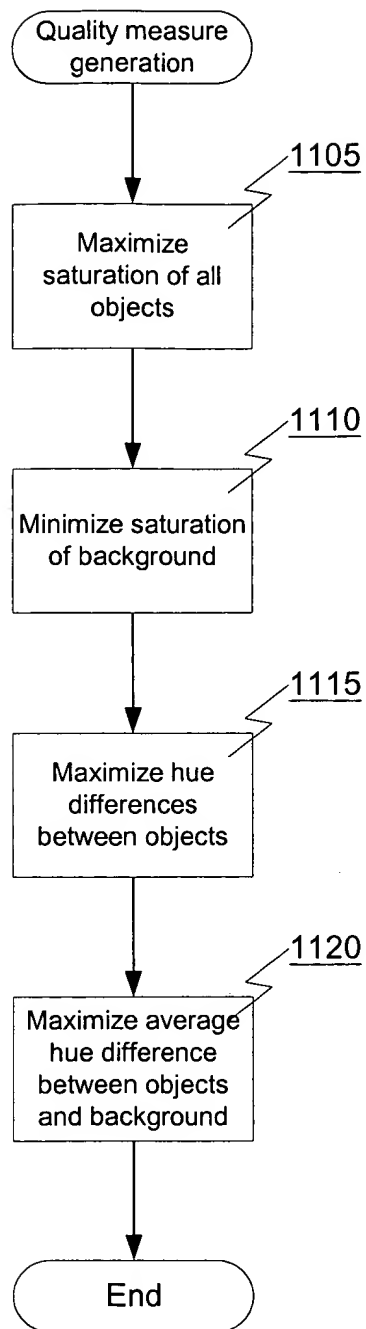 Quality measure
generation
1105
Maximize
saturation of all
objects
1110
Minimize saturation
of background
1115
Maximize hue
differences
between objects
1120
Maximize average
hue difference
between objects
and background
End